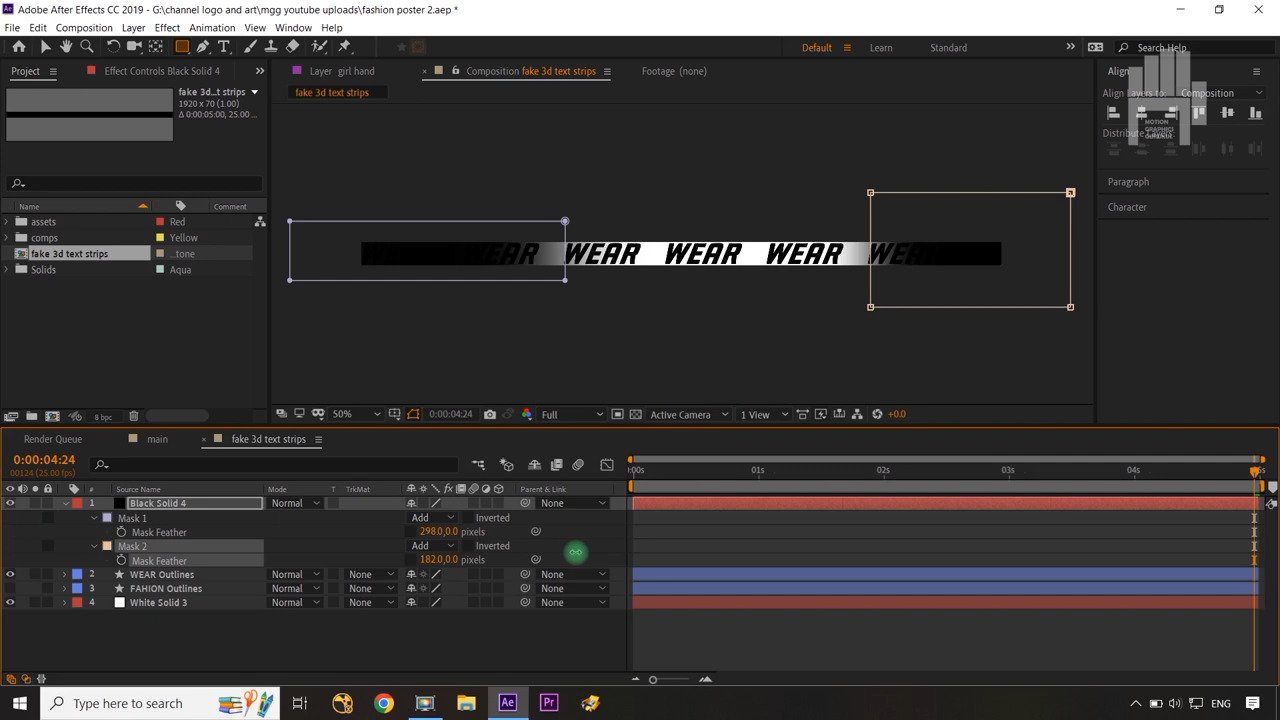 Adobe After Effects CC 2019 - G:\channel logo and art\mgg youtube uploads\fashion poster 2.aep *
File Edit Composition Layer Effect Animation View Window Help
Default Learn Standard Search Help
Project Effect Controls Black Solid 4
Layer girl hand Composition fake 3d text strips Footage (none)
Align
fake 3d...t strips
1920 x 70 (1.00)
Δ 0:00:05:00, 25.00 ...
fake 3d text strips
Align Layers to: Composition
MOTION
GRAPHICS
Distribute Layers:
Paragraph
Character
Name Comment
assets Red
comps Yellow
fake 3d text strips ...tone
Solids Aqua
WEAR WEAR WEAR WEAR WEAR
8 bpc
50% 0:00:04:24 Full Active Camera 1 View +0.0
Render Queue main fake 3d text strips
0:00:04:24
00124 (25.00 fps)
:00s 01s 02s 03s 04s
# Source Name Mode T TrkMat Parent & Link
1 Black Solid 4 Normal None
Mask 1 Add Inverted
Mask Feather 298.0,0.0 pixels
Mask 2 Add Inverted
Mask Feather 182.0,0.0 pixels
2 WEAR Outlines Normal None None
3 FAHION Outlines Normal None None
4 White Solid 3 Normal None None
Type here to search
Ae Pr ENG